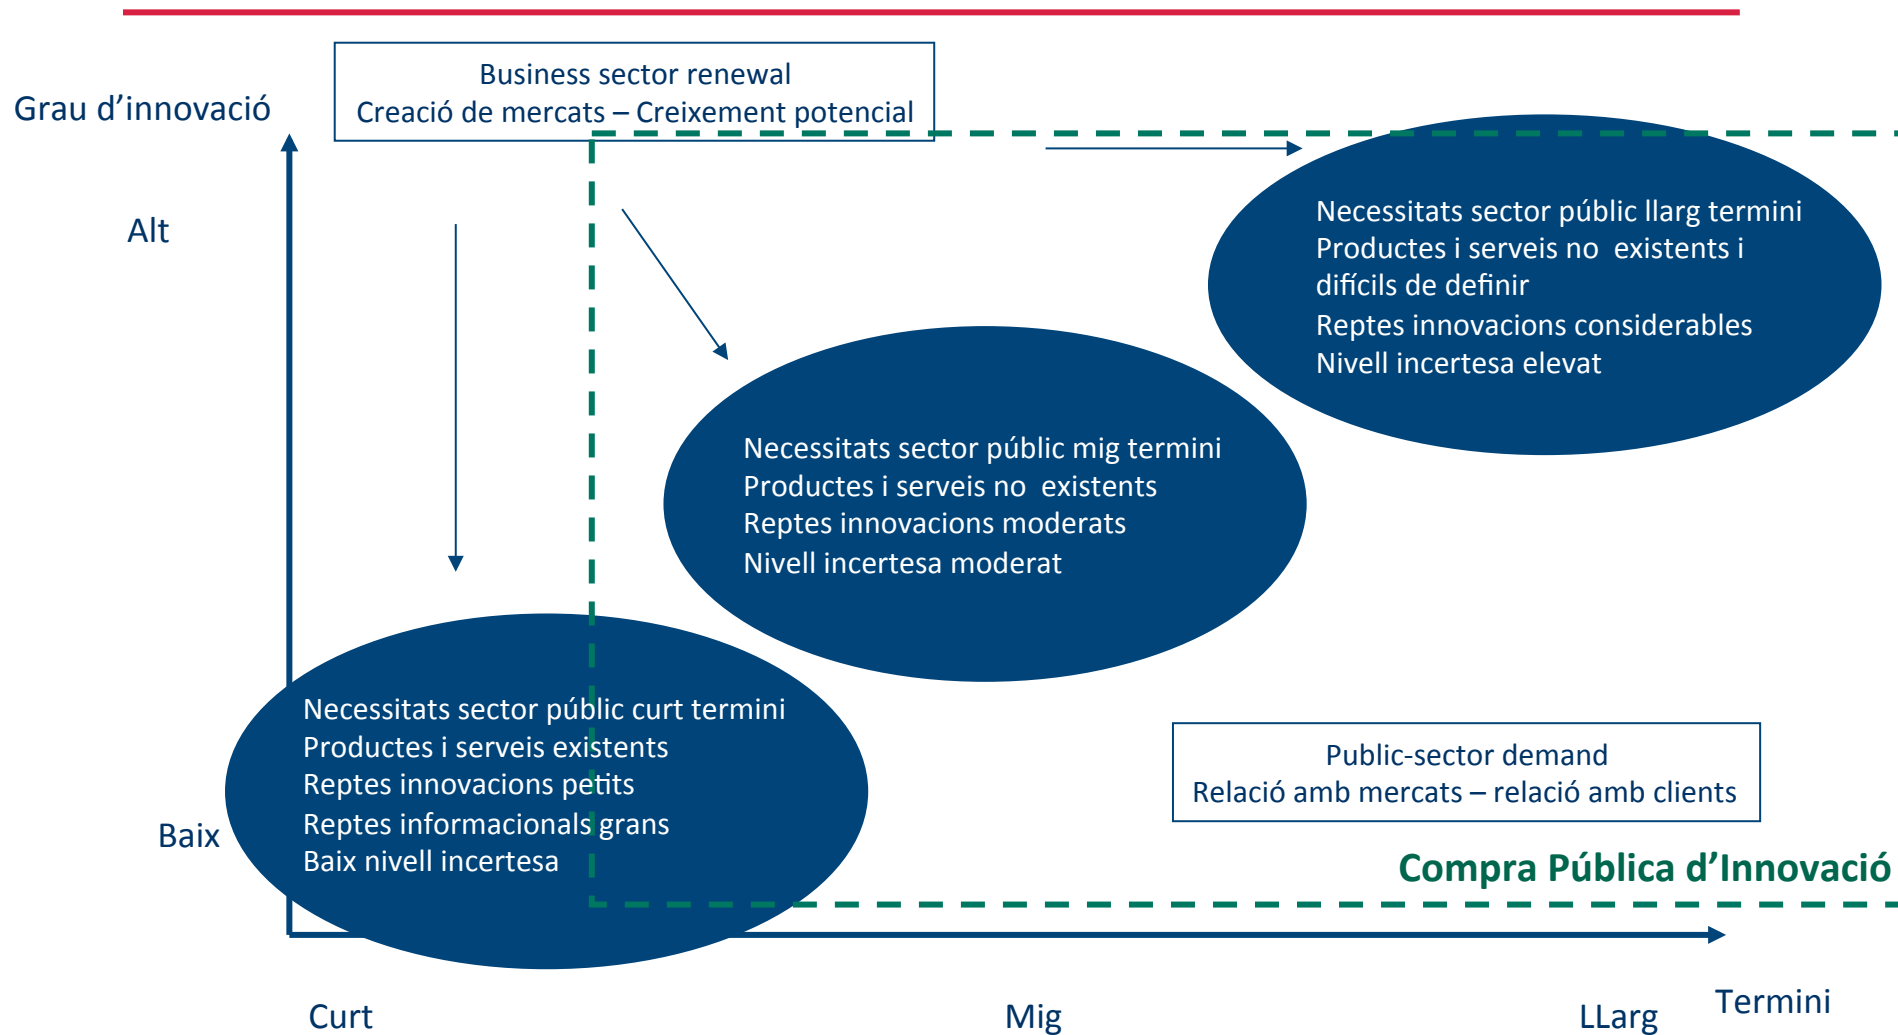 Business sector renewal
Creació de mercats – Creixement potencial
Grau d’innovació
Alt
Necessitats sector públic llarg termini
Productes i serveis no  existents i
difícils de definir
Reptes innovacions considerables
Nivell incertesa elevat
Necessitats sector públic mig termini
Productes i serveis no  existents
Reptes innovacions moderats
Nivell incertesa moderat
Necessitats sector públic curt termini
Productes i serveis existents
Reptes innovacions petits
Reptes informacionals grans
Baix nivell incertesa
Public-sector demand
Relació amb mercats – relació amb clients
Baix
Compra Pública d’Innovació
Curt
Mig
LLarg
Termini